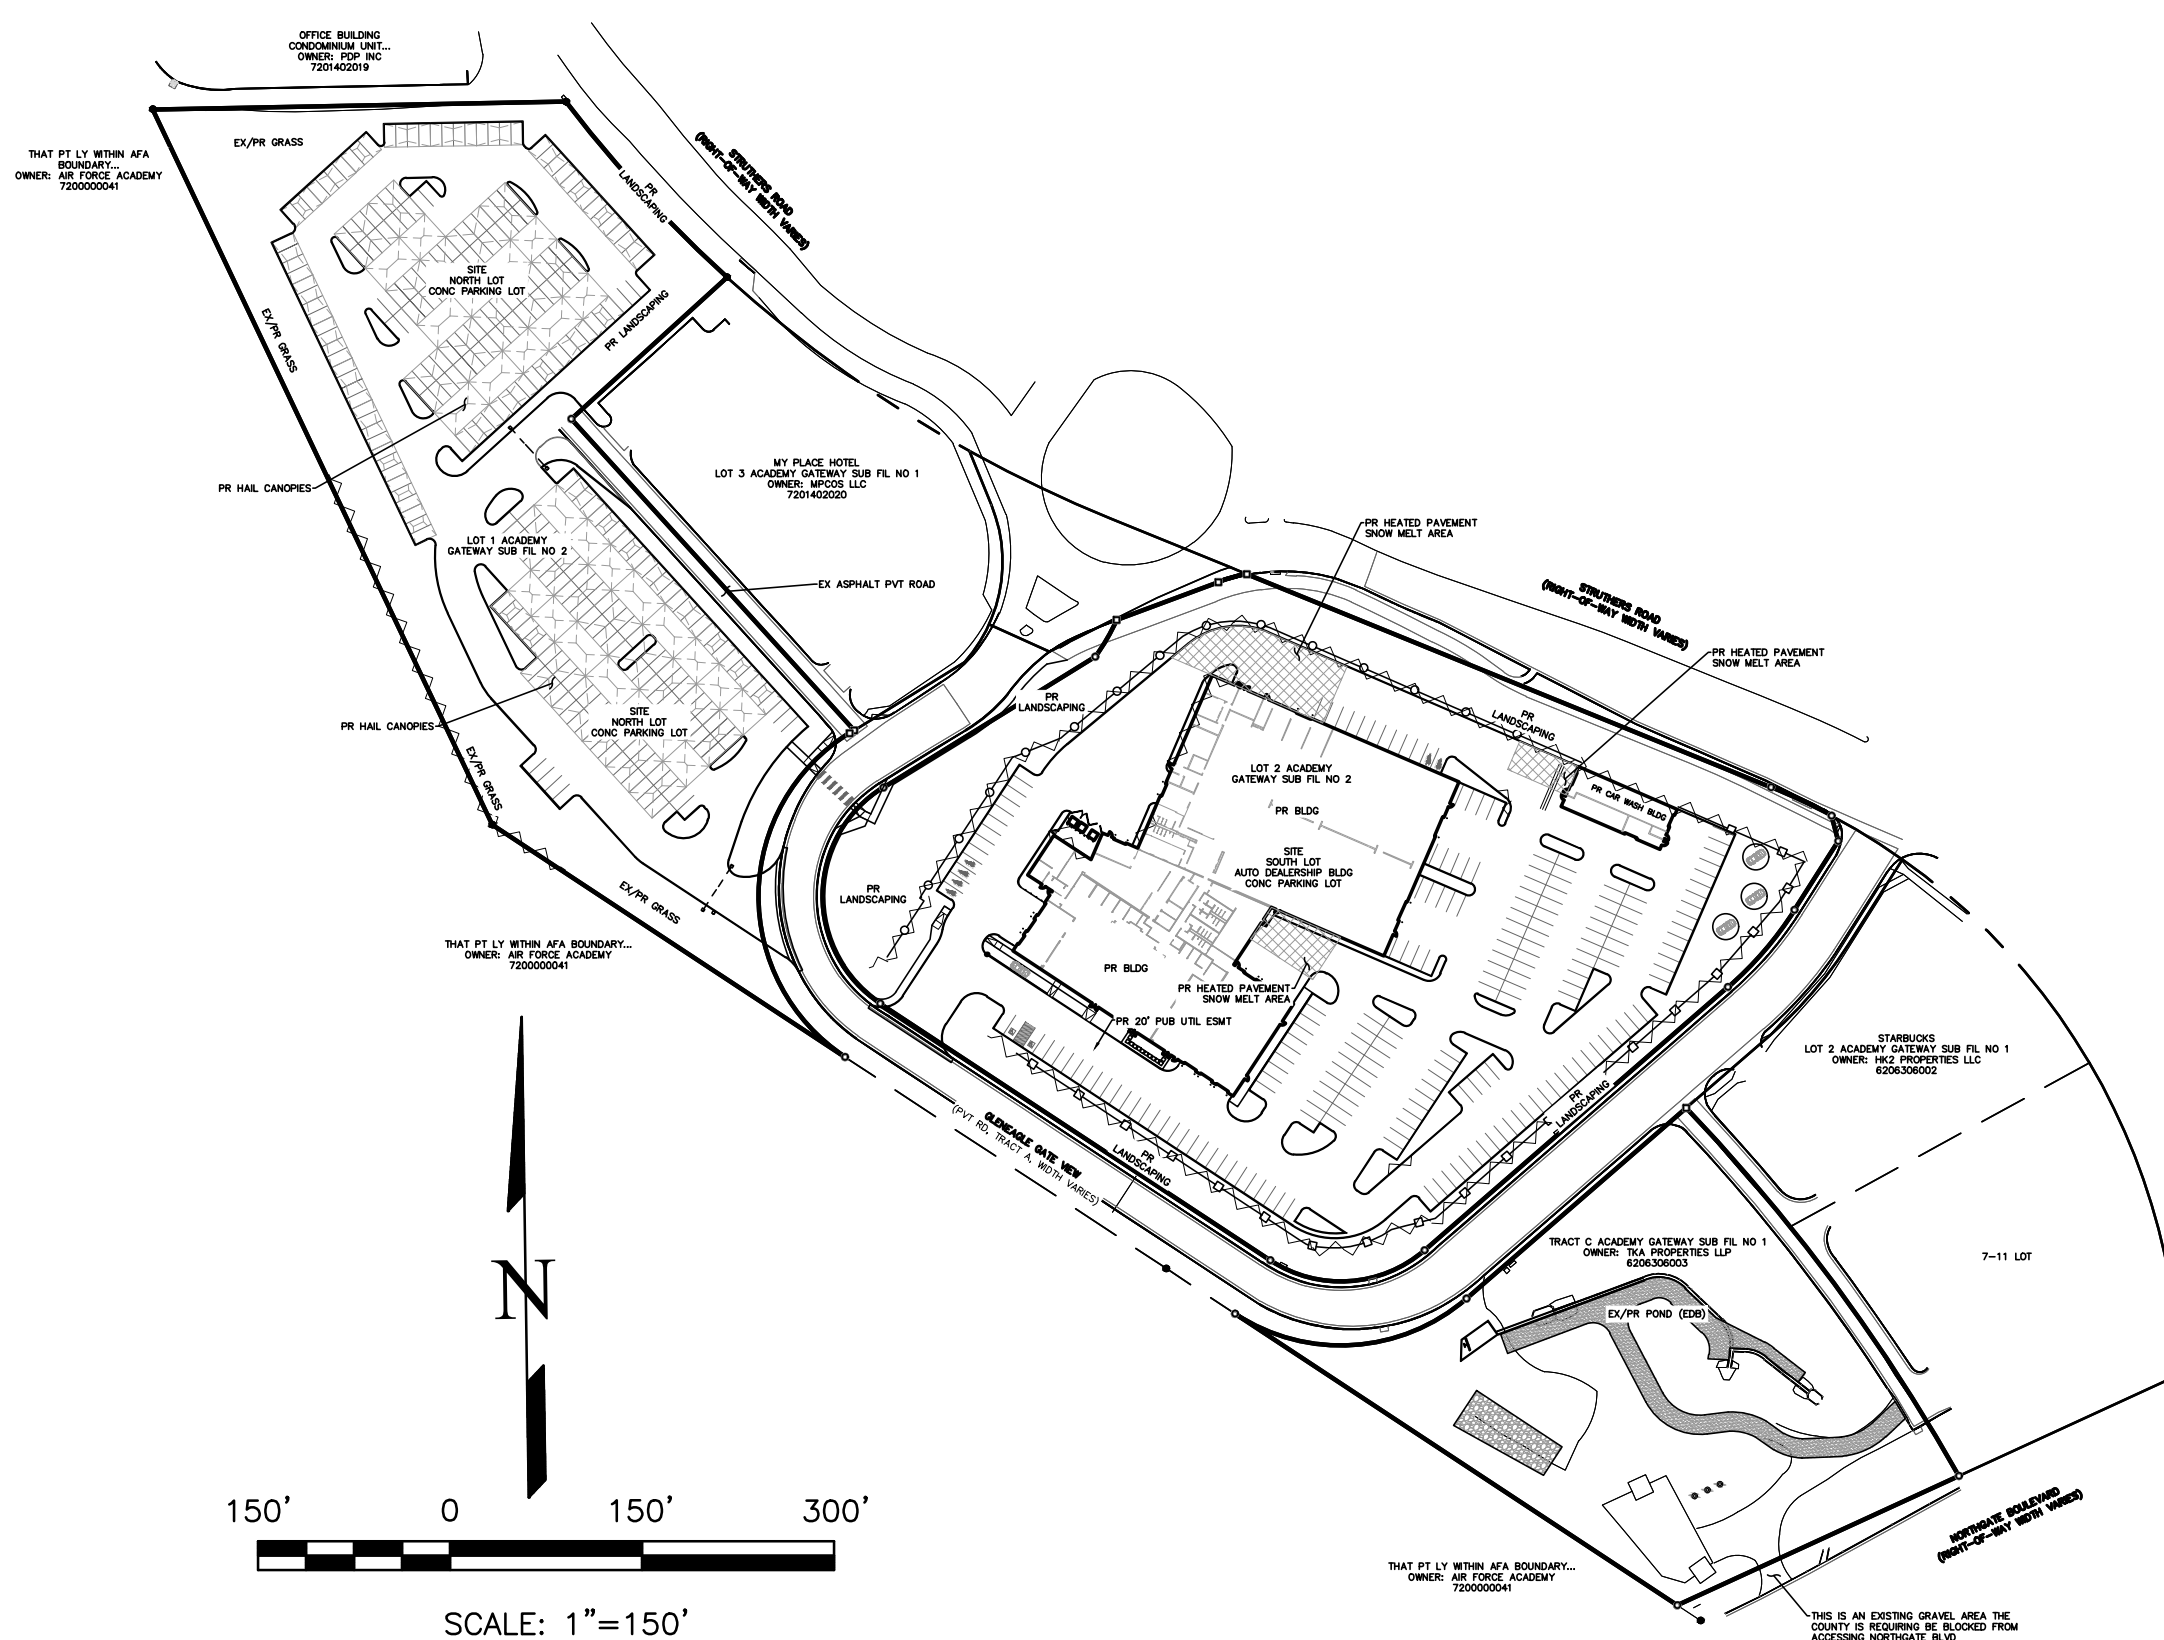 OFFICE BUILDING
CONDOMINIUM UNIT...
OWNER: PDP INC
7201402019
THAT PT LY WITHIN AFA
BOUNDARY...
OWNER: AIR FORCE ACADEMY
7200000041
EX/PR GRASS
PR
LANDSCAPING
STRUTHERS ROAD
(RIGHT-OF-WAY WIDTH VARIES)
SITE
NORTH LOT
CONC PARKING LOT
EX/PR GRASS
PR LANDSCAPING
PR HAIL CANOPIES
MY PLACE HOTEL
LOT 3 ACADEMY GATEWAY SUB FIL NO 1
OWNER: MPCOS LLC
7201402020
LOT 1 ACADEMY
GATEWAY SUB FIL NO 2
EX ASPHALT PVT ROAD
PR HEATED PAVEMENT
SNOW MELT AREA
STRUTHERS ROAD
(RIGHT-OF-WAY WIDTH VARIES)
PR HEATED PAVEMENT
SNOW MELT AREA
PR HAIL CANOPIES
SITE
NORTH LOT
CONC PARKING LOT
PR
LANDSCAPING
PR
LANDSCAPING
EX/PR GRASS
LOT 2 ACADEMY
GATEWAY SUB FIL NO 2
PR BLDG
PR CAR WASH BLDG
SITE
SOUTH LOT
AUTO DEALERSHIP BLDG
CONC PARKING LOT
PR
LANDSCAPING
EX/PR GRASS
THAT PT LY WITHIN AFA BOUNDARY...
OWNER: AIR FORCE ACADEMY
7200000041
PR BLDG
PR HEATED PAVEMENT
SNOW MELT AREA
PR 20' PUB UTIL ESMT
STARBUCKS
LOT 2 ACADEMY GATEWAY SUB FIL NO 1
OWNER: HK2 PROPERTIES LLC
6206306002
GLENEAGLE GATE VIEW
(PVT RD, TRACT A, WIDTH VARIES)
PR
LANDSCAPING
PR
LANDSCAPING
TRACT C ACADEMY GATEWAY SUB FIL NO 1
OWNER: TKA PROPERTIES LLP
6206306003
7-11 LOT
EX/PR POND (EDB)
N
150' 0 150' 300'
SCALE: 1"=150'
NORTHGATE BOULEVARD
(RIGHT-OF-WAY WIDTH VARIES)
THAT PT LY WITHIN AFA BOUNDARY...
OWNER: AIR FORCE ACADEMY
7200000041
THIS IS AN EXISTING GRAVEL AREA THE
COUNTY IS REQUIRING BE BLOCKED FROM
ACCESSING NORTHGATE BLVD